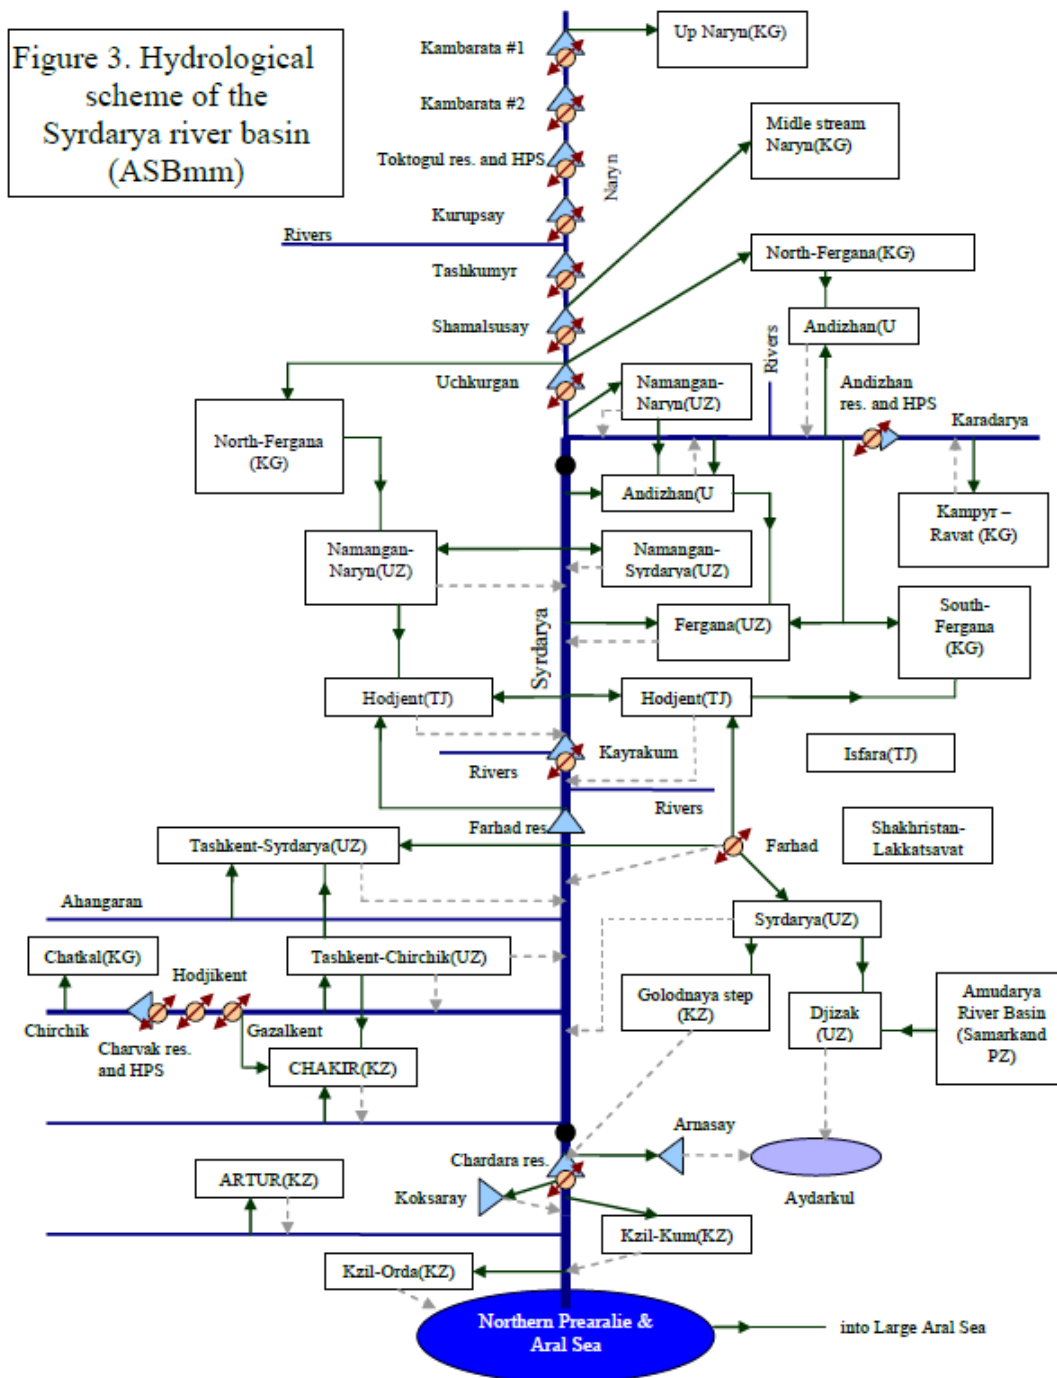 Figure 3. Hydrological
scheme of the
Syrdarya river basin
(ASBmm)
Kambarata #1
Up Naryn(KG)
Kambarata #2
Midle stream
Naryn(KG)
Toktogul res. and HPS
Naryn
Kurupsay
Rivers
North-Fergana(KG)
Tashkumyr
Shamalsusay
Andizhan(U
Rivers
Uchkurgan
Namangan-
Naryn(UZ)
Andizhan
res. and HPS
Karadarya
North-Fergana
(KG)
Andizhan(U
Kampyr –
Ravat (KG)
Namangan-
Naryn(UZ)
Namangan-
Syrdarya(UZ)
Syrdarya
Fergana(UZ)
South-
Fergana
(KG)
Hodjent(TJ)
Hodjent(TJ)
Kayrakum
Isfara(TJ)
Rivers
Rivers
Farhad res.
Tashkent-Syrdarya(UZ)
Farhad
Shakhristan-
Lakkatsavat
Ahangaran
Syrdarya(UZ)
Chatkal(KG)
Hodjikent
Tashkent-Chirchik(UZ)
Golodnaya step
(KZ)
Djizak
(UZ)
Amudarya
River Basin
(Samarkand
PZ)
Chirchik
Charvak res.
and HPS
Gazalkent
CHAKIR(KZ)
Arnasay
Chardara res.
ARTUR(KZ)
Koksaray
Aydarkul
Kzil-Kum(KZ)
Kzil-Orda(KZ)
Northern Prearalie &
Aral Sea
into Large Aral Sea